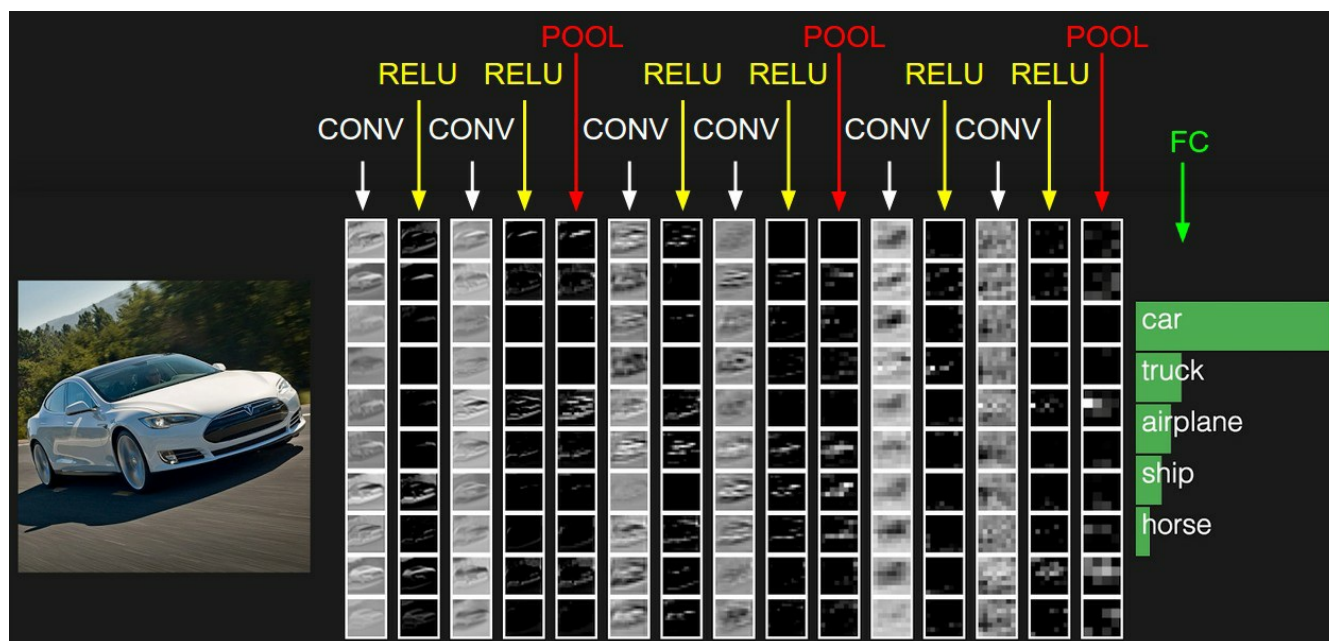 POOL POOL POOL
RELU RELU RELU RELU RELU RELU
CONV CONV CONV CONV CONV CONV
FC
car
truck
airplane
ship
horse